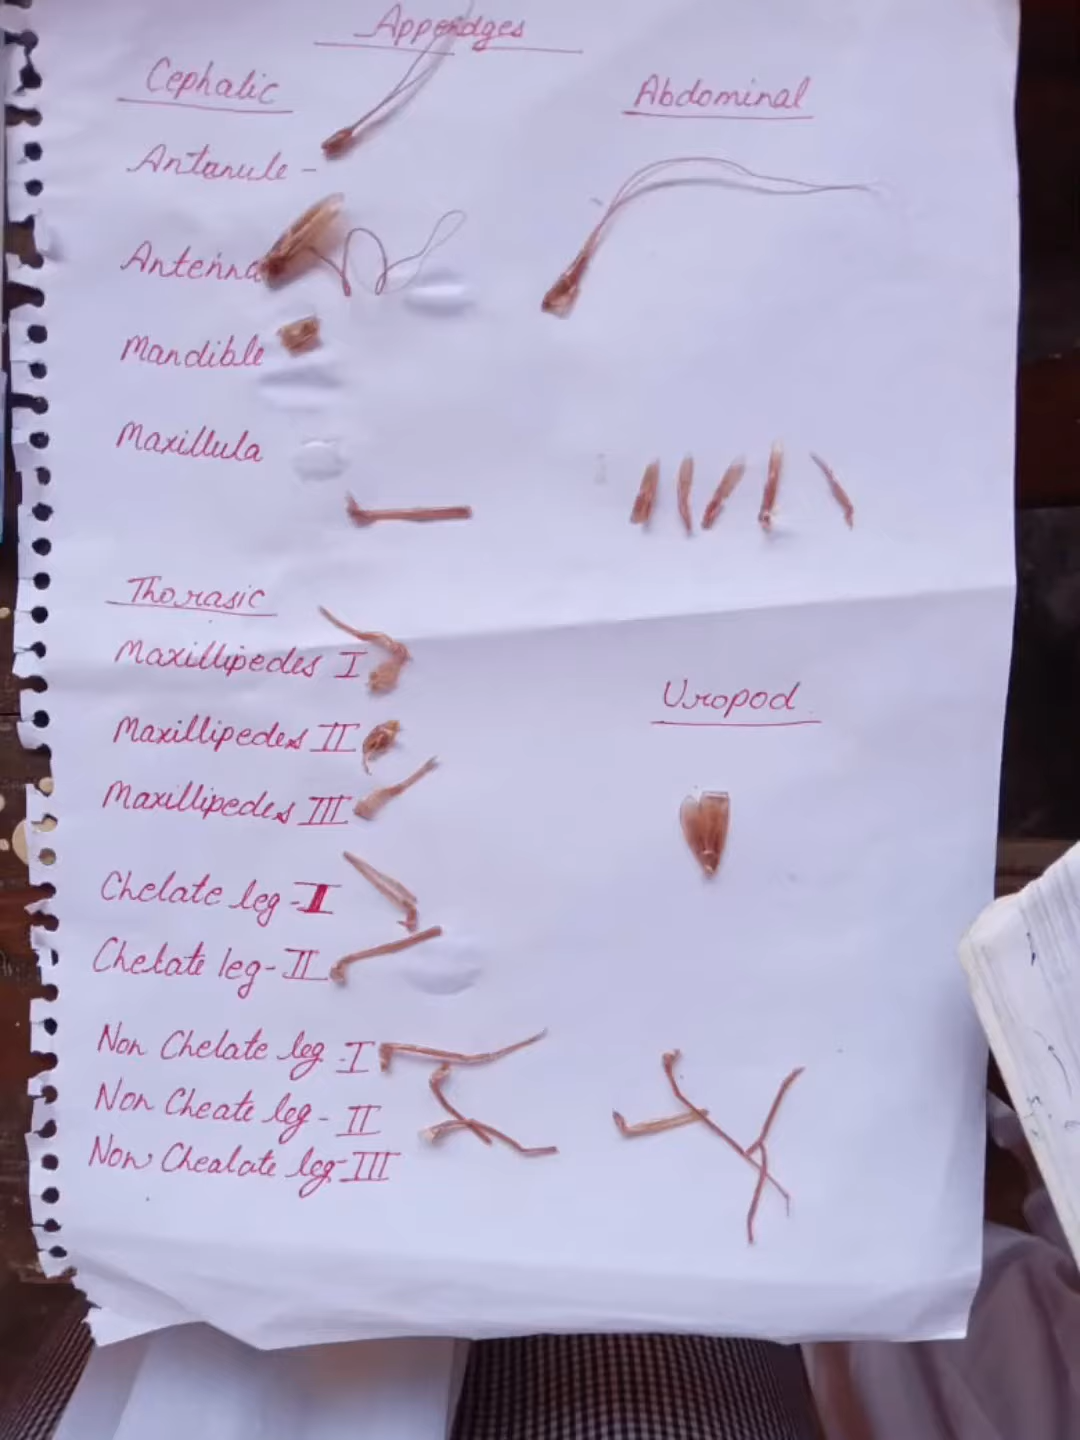 Appendges
Cephalic
Abdominal
Antanule -
Antenna
Mandible
Maxillula
Thorasic
Maxillipedes I
Maxillipedes II
Maxillipedes III
Uropod
Chelate leg - I
Chelate leg - II
Non Chelate leg - I
Non Cheate leg - II
Non Chealate leg - III